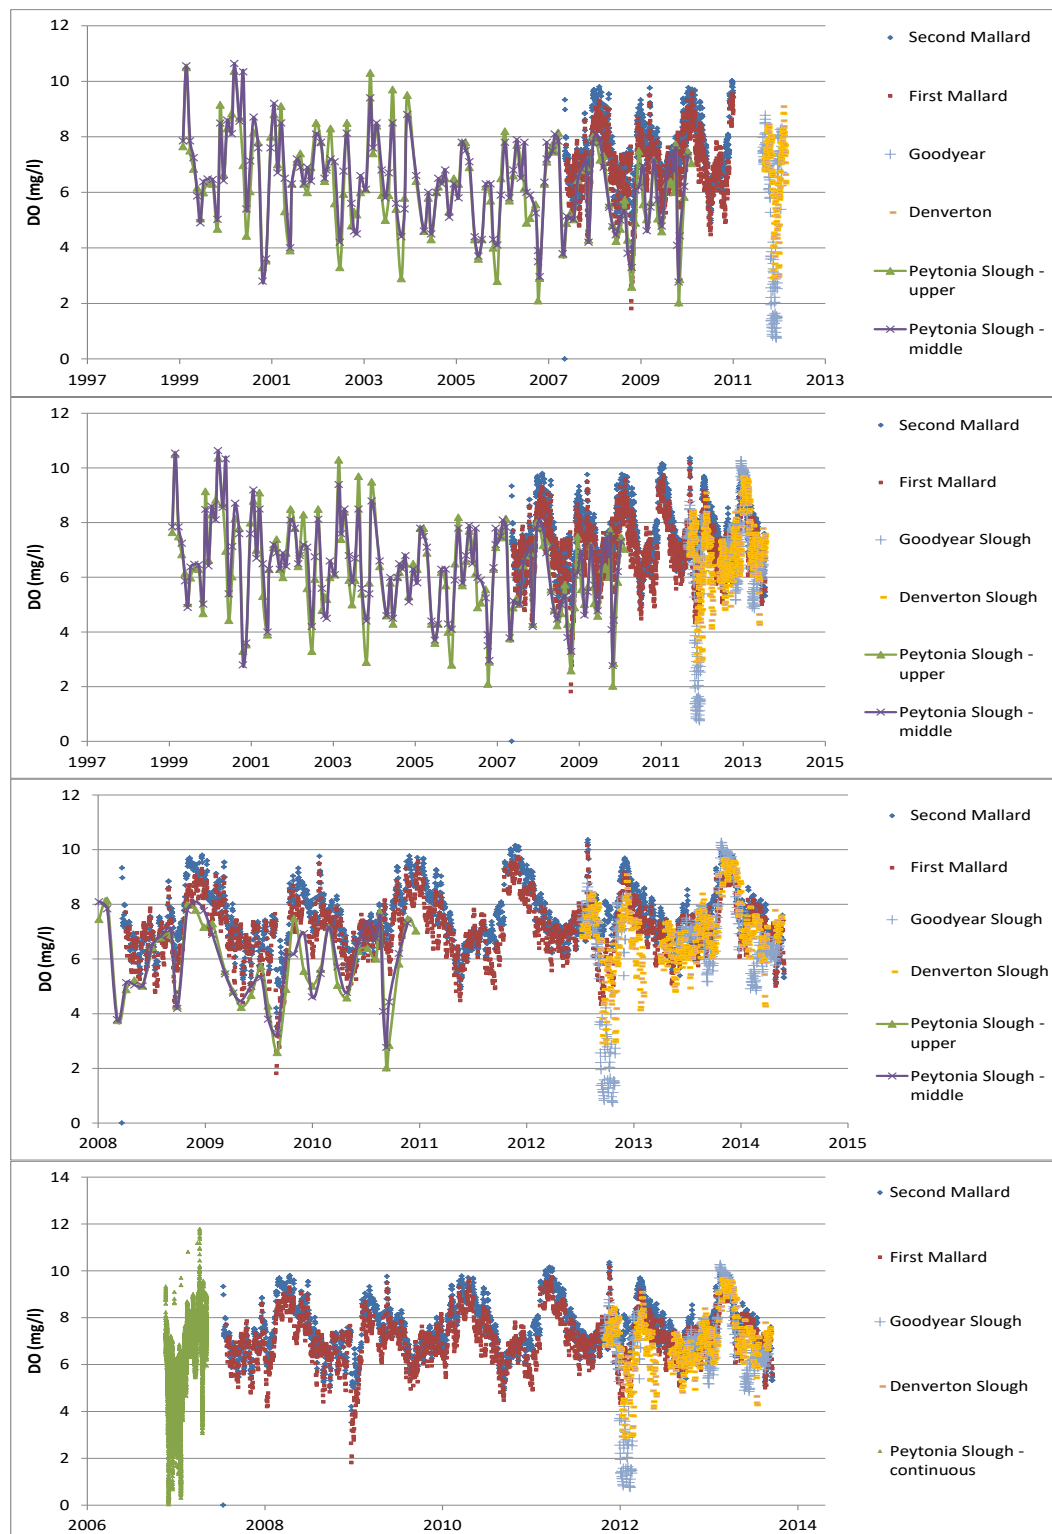 12
10
8
6
4
2
0
DO (mg/l)
1997 1999 2001 2003 2005 2007 2009 2011 2013
Second Mallard
First Mallard
Goodyear
Denverton
Peytonia Slough -
upper
Peytonia Slough -
middle
12
10
8
6
4
2
0
DO (mg/l)
1997 1999 2001 2003 2005 2007 2009 2011 2013 2015
Second Mallard
First Mallard
Goodyear Slough
Denverton Slough
Peytonia Slough -
upper
Peytonia Slough -
middle
12
10
8
6
4
2
0
DO (mg/l)
2008 2009 2010 2011 2012 2013 2014 2015
Second Mallard
First Mallard
Goodyear Slough
Denverton Slough
Peytonia Slough -
upper
Peytonia Slough -
middle
14
12
10
8
6
4
2
0
DO (mg/l)
2006 2008 2010 2012 2014
Second Mallard
First Mallard
Goodyear Slough
Denverton Slough
Peytonia Slough -
continuous